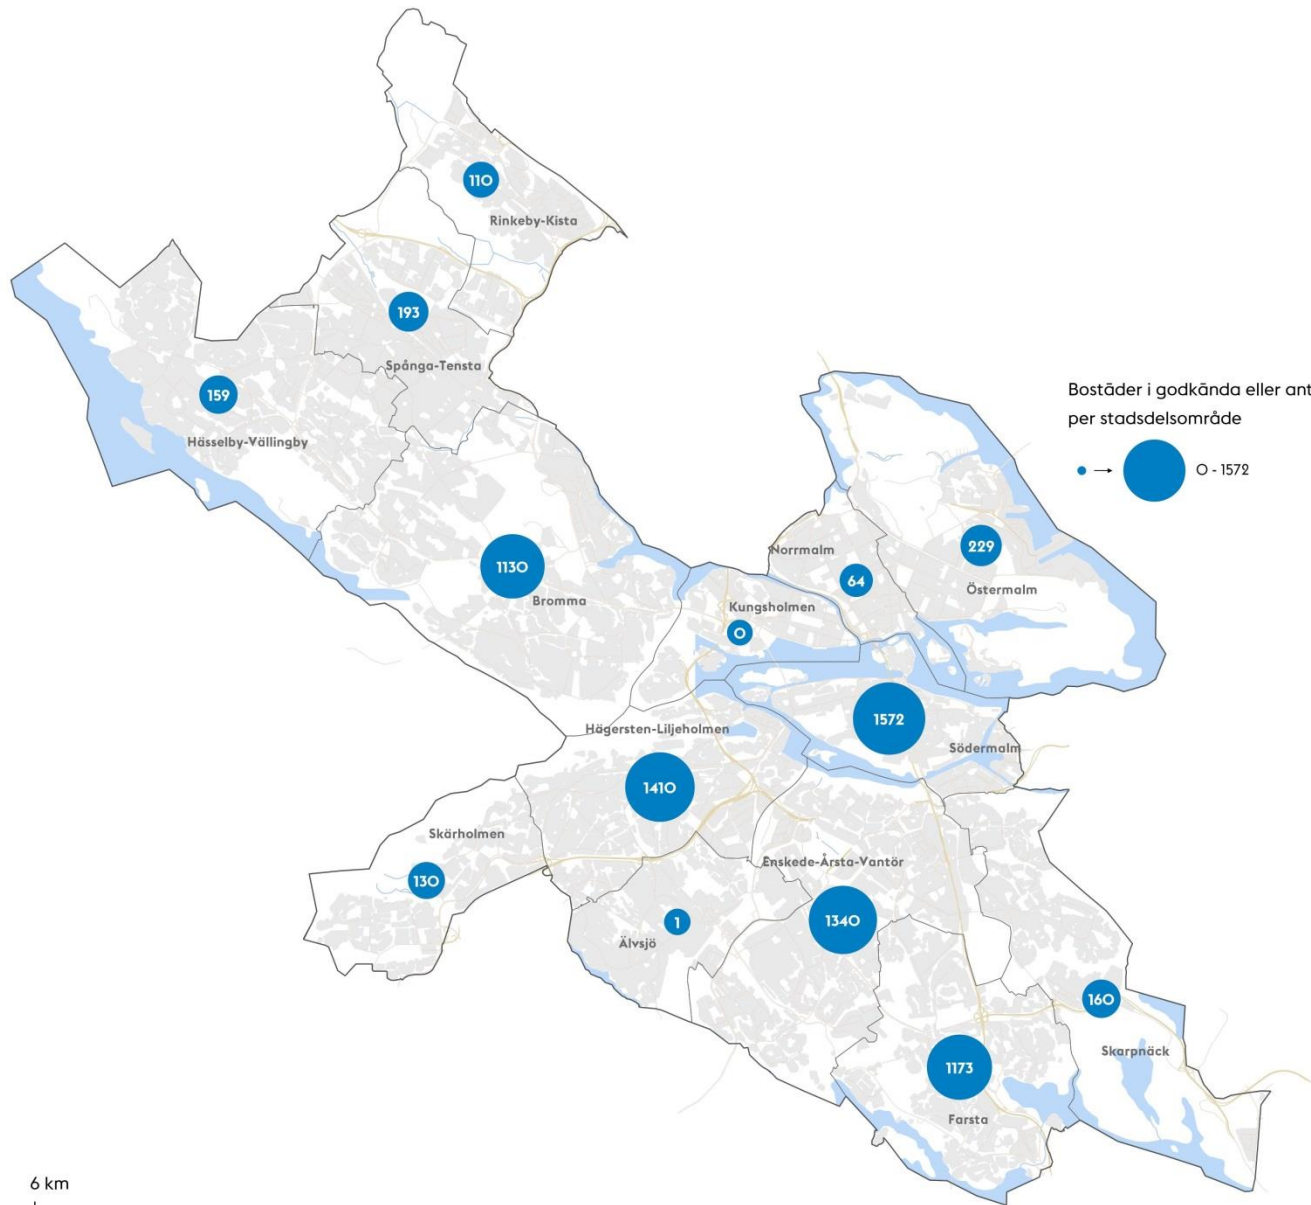 110
Rinkeby-Kista
193
Spånga-Tensta
159
Hässelby-Vällingby
Bostäder i godkända eller ant
per stadsdelsområde
0 - 1572
1130
Bromma
Norrmalm
64
229
Östermalm
Kungsholmen
0
1572
Södermalm
Hägersten-Liljeholmen
1410
Skärholmen
130
Enskede-Årsta-Vantör
1340
1
Älvsjö
160
Skarpnäck
1173
Farsta
6 km